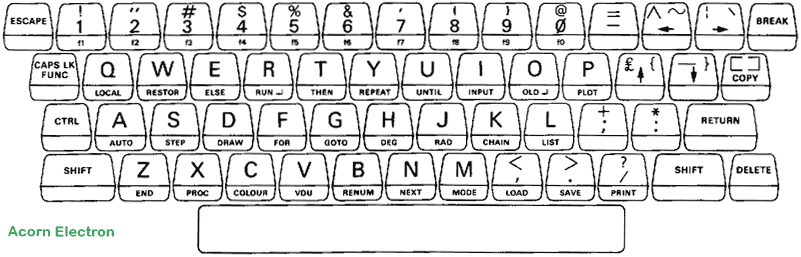 ESCAPE ! 1 f1 " 2 f2 # 3 f3 $ 4 f4 % 5 f5 & 6 f6 ' 7 f7 ( 8 f8 ) 9 f9 @ 0 f0 = - ^ ~ ← ¦ \ → BREAK
CAPS LK FUNC Q LOCAL W RESTOR E ELSE R RUN ↵ T THEN Y REPEAT U UNTIL I INPUT O OLD ↵ P PLOT £ { ↑ — } ↓ [ ] COPY
CTRL A AUTO S STEP D DRAW F FOR G GOTO H DEG J RAD K CHAIN L LIST + ; * : RETURN
SHIFT Z END X PROC C COLOUR V VDU B RENUM N NEXT M MODE < , LOAD > . SAVE ? / PRINT SHIFT DELETE
Acorn Electron